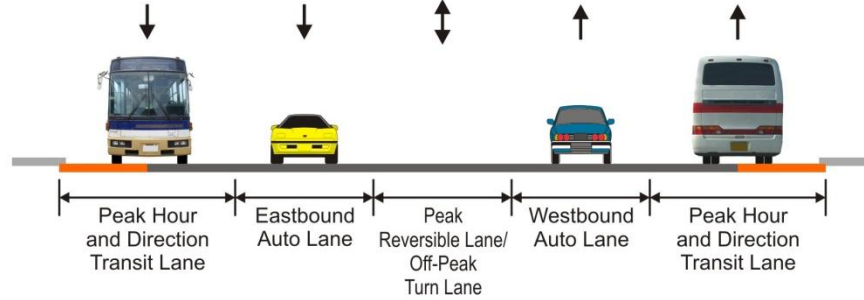 Peak Hour
and Direction
Transit Lane
Eastbound
Auto Lane
Peak
Reversible Lane/
Off-Peak
Turn Lane
Westbound
Auto Lane
Peak Hour
and Direction
Transit Lane